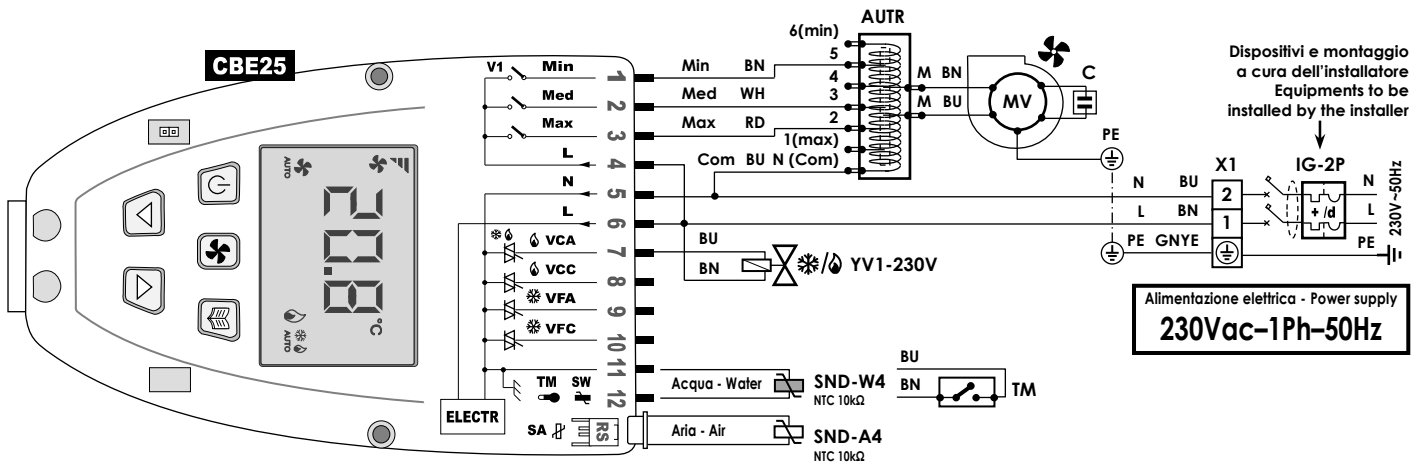 CBE25
V1
Min
Med
Max
L
N
L
VCA
VCC
VFA
VFC
TM SW
SA
ELECTR
RS
AUTO
20.8
°C
AUTO
1
2
3
4
5
6
7
8
9
10
11
12
Min BN
Med WH
Max RD
Com BU N (Com)
BU
BN
YV1-230V
Acqua - Water
SND-W4
NTC 10kΩ
Aria - Air
SND-A4
NTC 10kΩ
BU
BN
TM
AUTR
6(min)
5
4
3
2
1(max)
M BN
M BU
MV
C
PE
N BU
L BN
PE GNYE
X1
2
1
IG-2P
+ /d
N
L
PE
230V~50Hz
Dispositivi e montaggio
a cura dell'installatore
Equipments to be
installed by the installer
Alimentazione elettrica - Power supply
230Vac–1Ph–50Hz